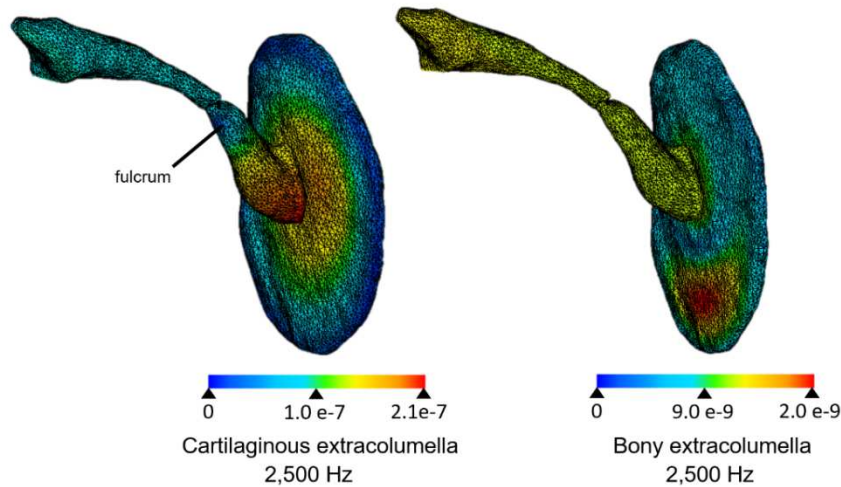 fulcrum
0 1.0 e-7 2.1e-7
0 9.0 e-9 2.0 e-9
Cartilaginous extracolumella
2,500 Hz
Bony extracolumella
2,500 Hz